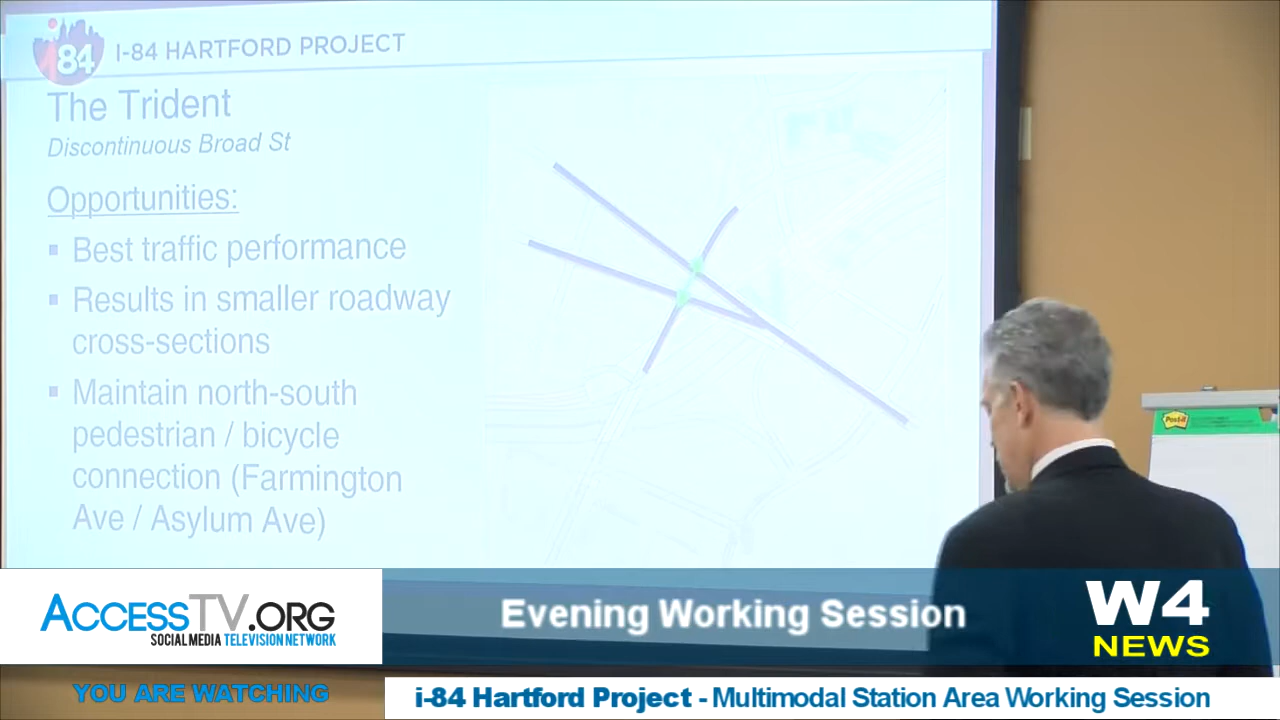 84
I-84 HARTFORD PROJECT
The Trident
Discontinuous Broad St
Opportunities:
▪ Best traffic performance
▪ Results in smaller roadway
cross-sections
▪ Maintain north-south
pedestrian / bicycle
connection (Farmington
Ave / Asylum Ave)
Post-it
ACCESSTV.ORG
SOCIAL MEDIA TELEVISION NETWORK
Evening Working Session
W4
NEWS
YOU ARE WATCHING
i-84 Hartford Project - Multimodal Station Area Working Session